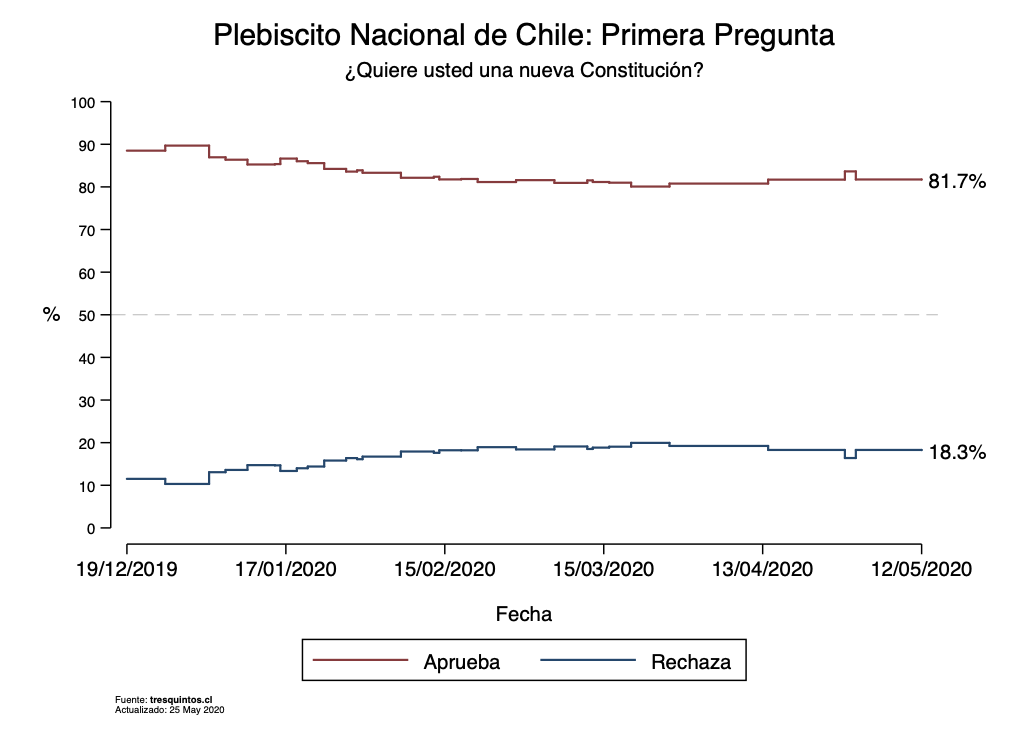 Plebiscito Nacional de Chile: Primera Pregunta
¿Quiere usted una nueva Constitución?
100
90
80
70
60
50
40
30
20
10
0
%
81.7%
18.3%
19/12/2019 17/01/2020 15/02/2020 15/03/2020 13/04/2020 12/05/2020
Fecha
Aprueba Rechaza
Fuente: tresquintos.cl
Actualizado: 25 May 2020